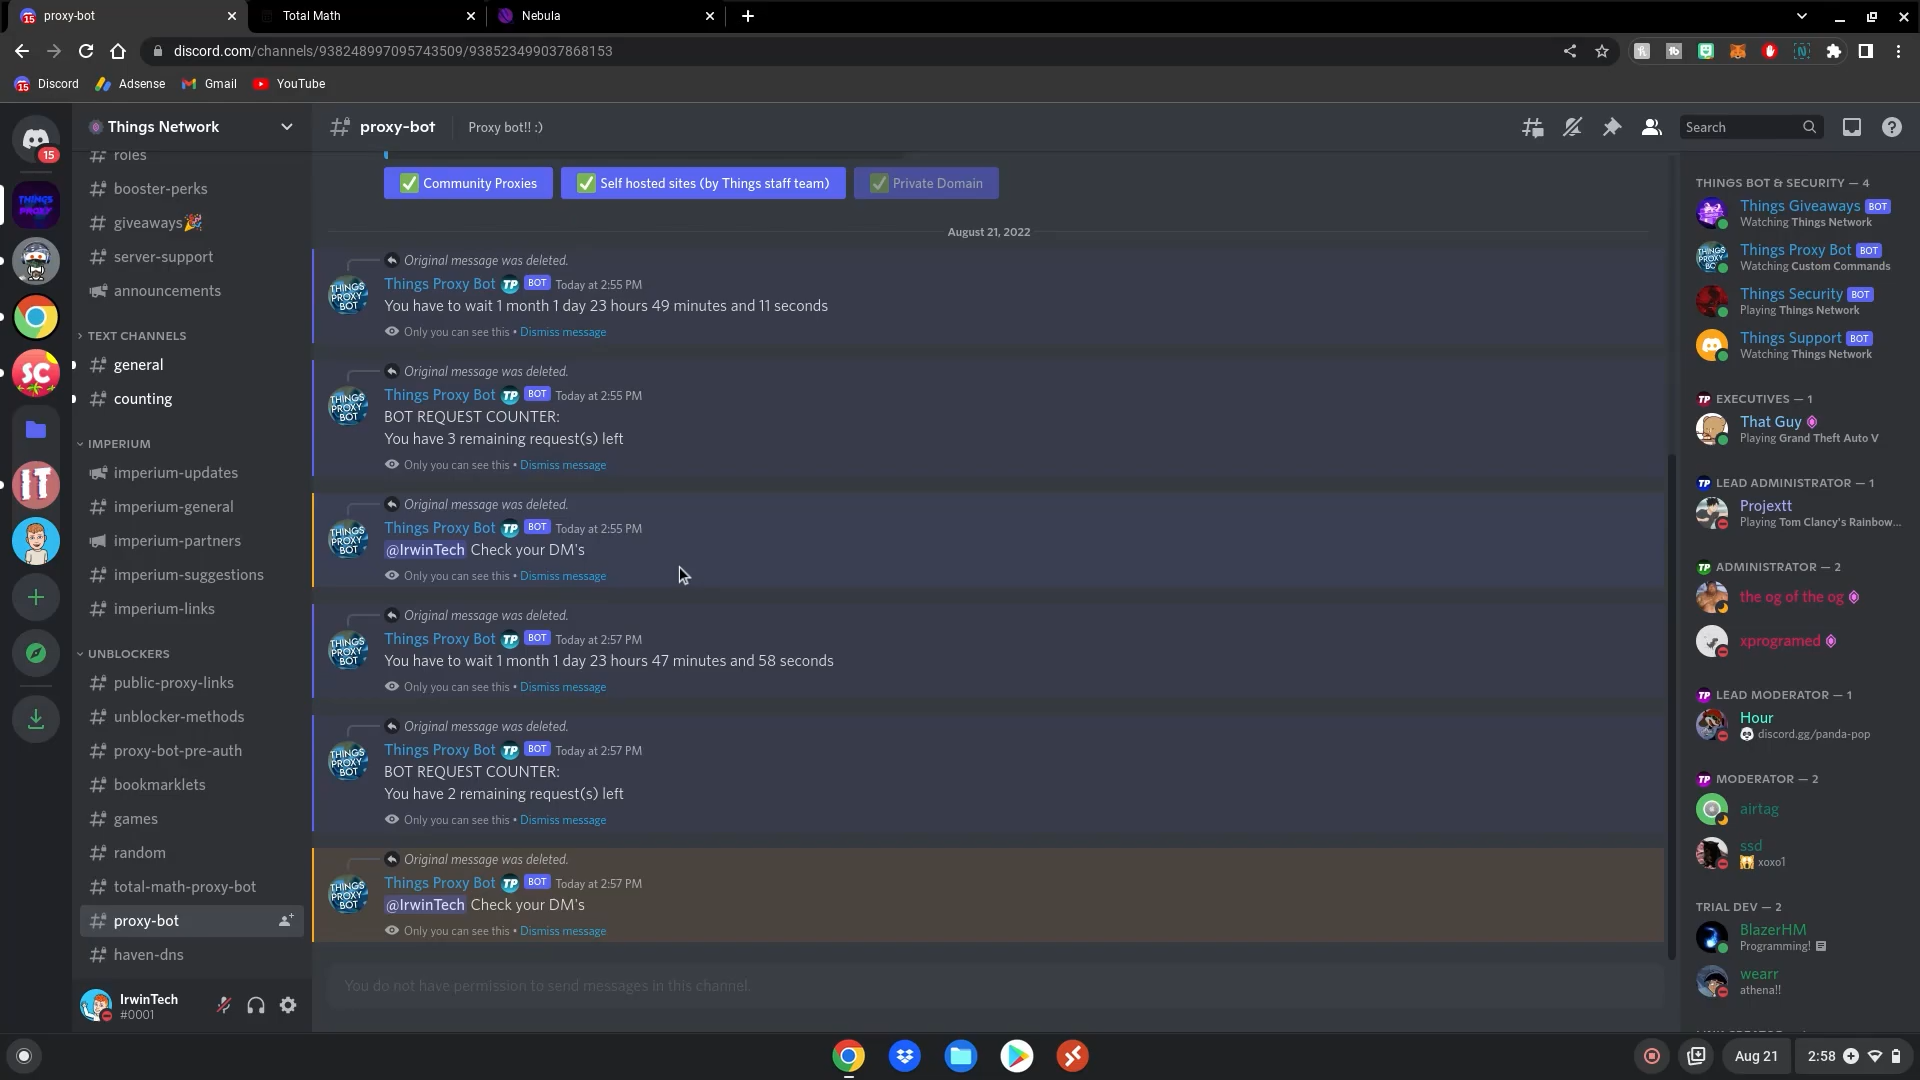 proxy-bot
Total Math
Nebula
discord.com/channels/938248997095743509/938523499037868153
15 Discord
Adsense
Gmail
YouTube
15
THINGS
PROXY
SC
IT
Things Network
roles
booster-perks
giveaways🎉
server-support
announcements
TEXT CHANNELS
general
counting
IMPERIUM
imperium-updates
imperium-general
imperium-partners
imperium-suggestions
imperium-links
UNBLOCKERS
public-proxy-links
unblocker-methods
proxy-bot-pre-auth
bookmarklets
games
random
total-math-proxy-bot
proxy-bot
haven-dns
IrwinTech
#0001
proxy-bot
Proxy bot!! :)
Search
✅ Community Proxies
✅ Self hosted sites (by Things staff team)
✅ Private Domain
August 21, 2022
Original message was deleted.
Things Proxy Bot TP BOT Today at 2:55 PM
You have to wait 1 month 1 day 23 hours 49 minutes and 11 seconds
Only you can see this • Dismiss message
Original message was deleted.
Things Proxy Bot TP BOT Today at 2:55 PM
BOT REQUEST COUNTER:
You have 3 remaining request(s) left
Only you can see this • Dismiss message
Original message was deleted.
Things Proxy Bot TP BOT Today at 2:55 PM
@IrwinTech Check your DM's
Only you can see this • Dismiss message
Original message was deleted.
Things Proxy Bot TP BOT Today at 2:57 PM
You have to wait 1 month 1 day 23 hours 47 minutes and 58 seconds
Only you can see this • Dismiss message
Original message was deleted.
Things Proxy Bot TP BOT Today at 2:57 PM
BOT REQUEST COUNTER:
You have 2 remaining request(s) left
Only you can see this • Dismiss message
Original message was deleted.
Things Proxy Bot TP BOT Today at 2:57 PM
@IrwinTech Check your DM's
Only you can see this • Dismiss message
You do not have permission to send messages in this channel.
THINGS BOT & SECURITY — 4
Things Giveaways BOT
Watching Things Network
Things Proxy Bot BOT
Watching Custom Commands
Things Security BOT
Playing Things Network
Things Support BOT
Watching Things Network
TP EXECUTIVES — 1
That Guy
Playing Grand Theft Auto V
TP LEAD ADMINISTRATOR — 1
Projextt
Playing Tom Clancy's Rainbow...
TP ADMINISTRATOR — 2
the og of the og
xprogramed
TP LEAD MODERATOR — 1
Hour
discord.gg/panda-pop
TP MODERATOR — 2
airtag
ssd
xoxo1
TRIAL DEV — 2
BlazerHM
Programming!
wearr
athena!!
Aug 21
2:58